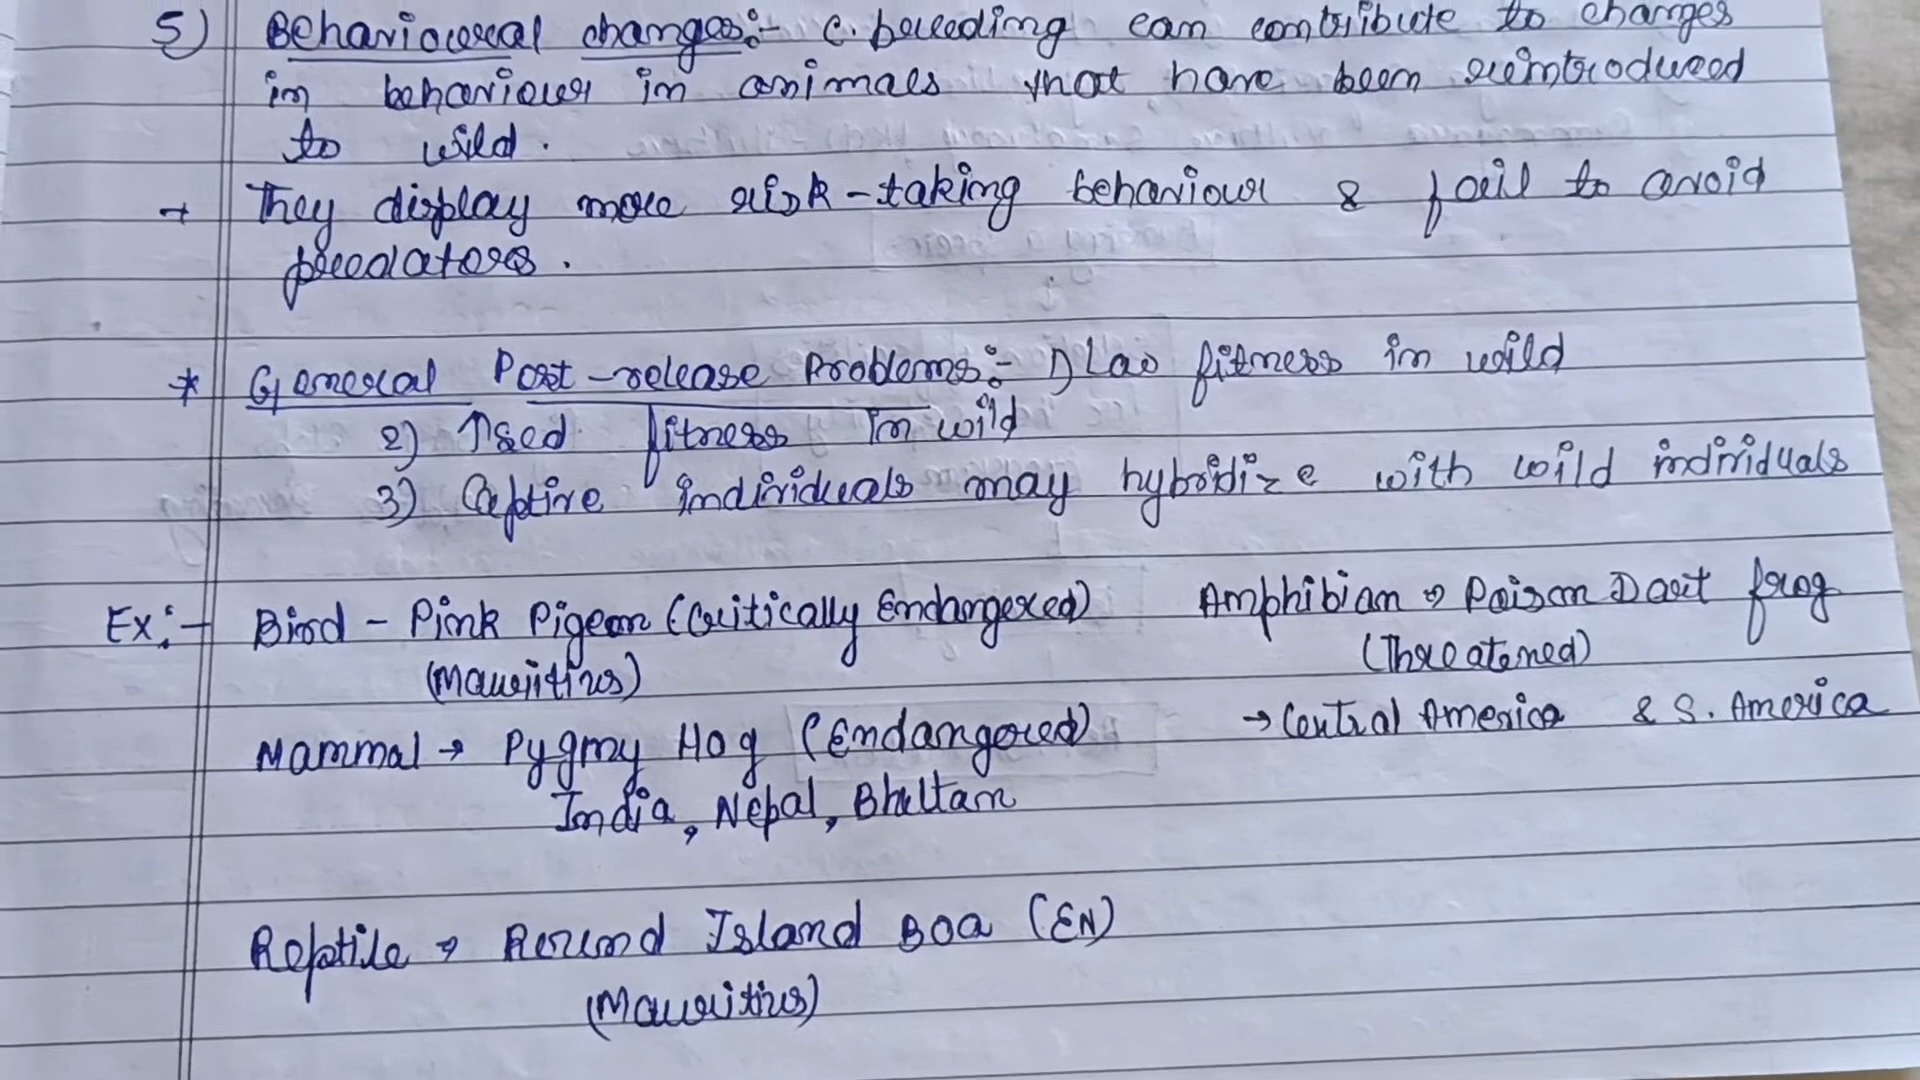 5) Behavioural changes:- C. breeding can contribute to changes
in behaviour in animals that have been reintroduced
to wild.
→ They display more risk-taking behaviour & fail to avoid
predators.
* General Post-release Problems:- 1) Low fitness in wild
2) ↑sed fitness in wild
3) Captive individuals may hybridize with wild individuals
Ex:- Bird - Pink Pigeon (Critically Endangered)
(Mauritius)
Amphibian → Poison Dart frog
(Threatened)
→ Central America & S. America
Mammal → Pygmy Hog (Endangered)
India, Nepal, Bhutan
Reptile → Round Island Boa (EN)
(Mauritius)